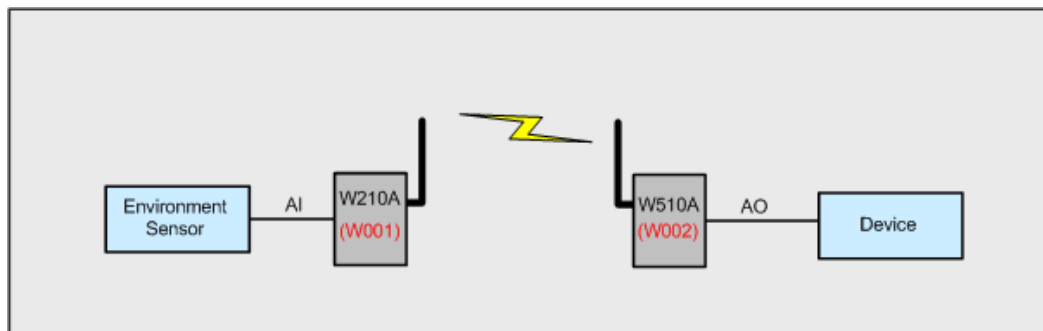 Environment
Sensor
AI
W210A
(W001)
W510A
(W002)
AO
Device